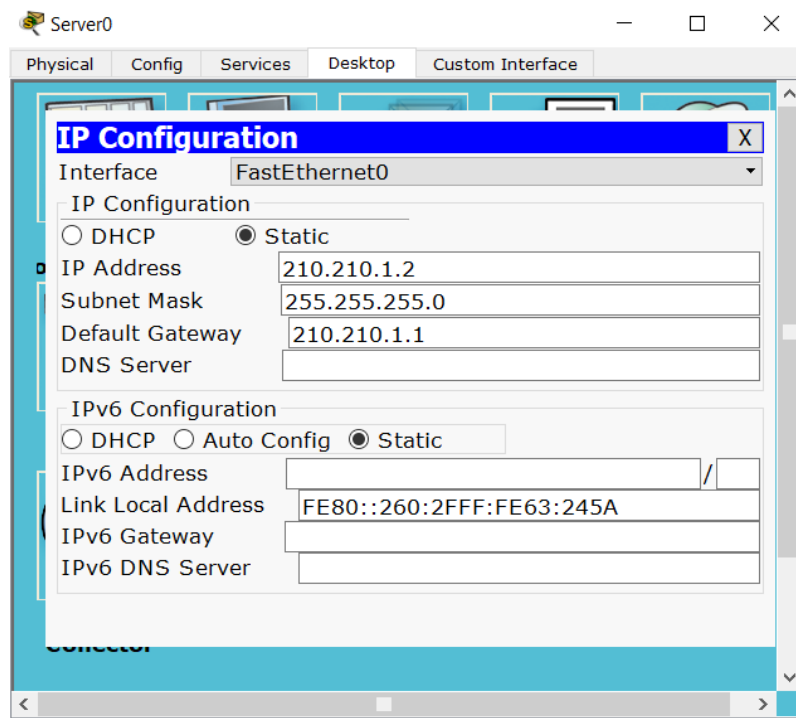 Server0
Physical Config Services Desktop Custom Interface
IP Configuration X
Interface FastEthernet0
IP Configuration
DHCP Static
IP Address 210.210.1.2
Subnet Mask 255.255.255.0
Default Gateway 210.210.1.1
DNS Server
IPv6 Configuration
DHCP Auto Config Static
IPv6 Address /
Link Local Address FE80::260:2FFF:FE63:245A
IPv6 Gateway
IPv6 DNS Server